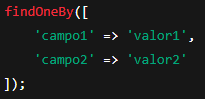 findOneBy([
    'campo1' => 'valor1',
    'campo2' => 'valor2'
]);